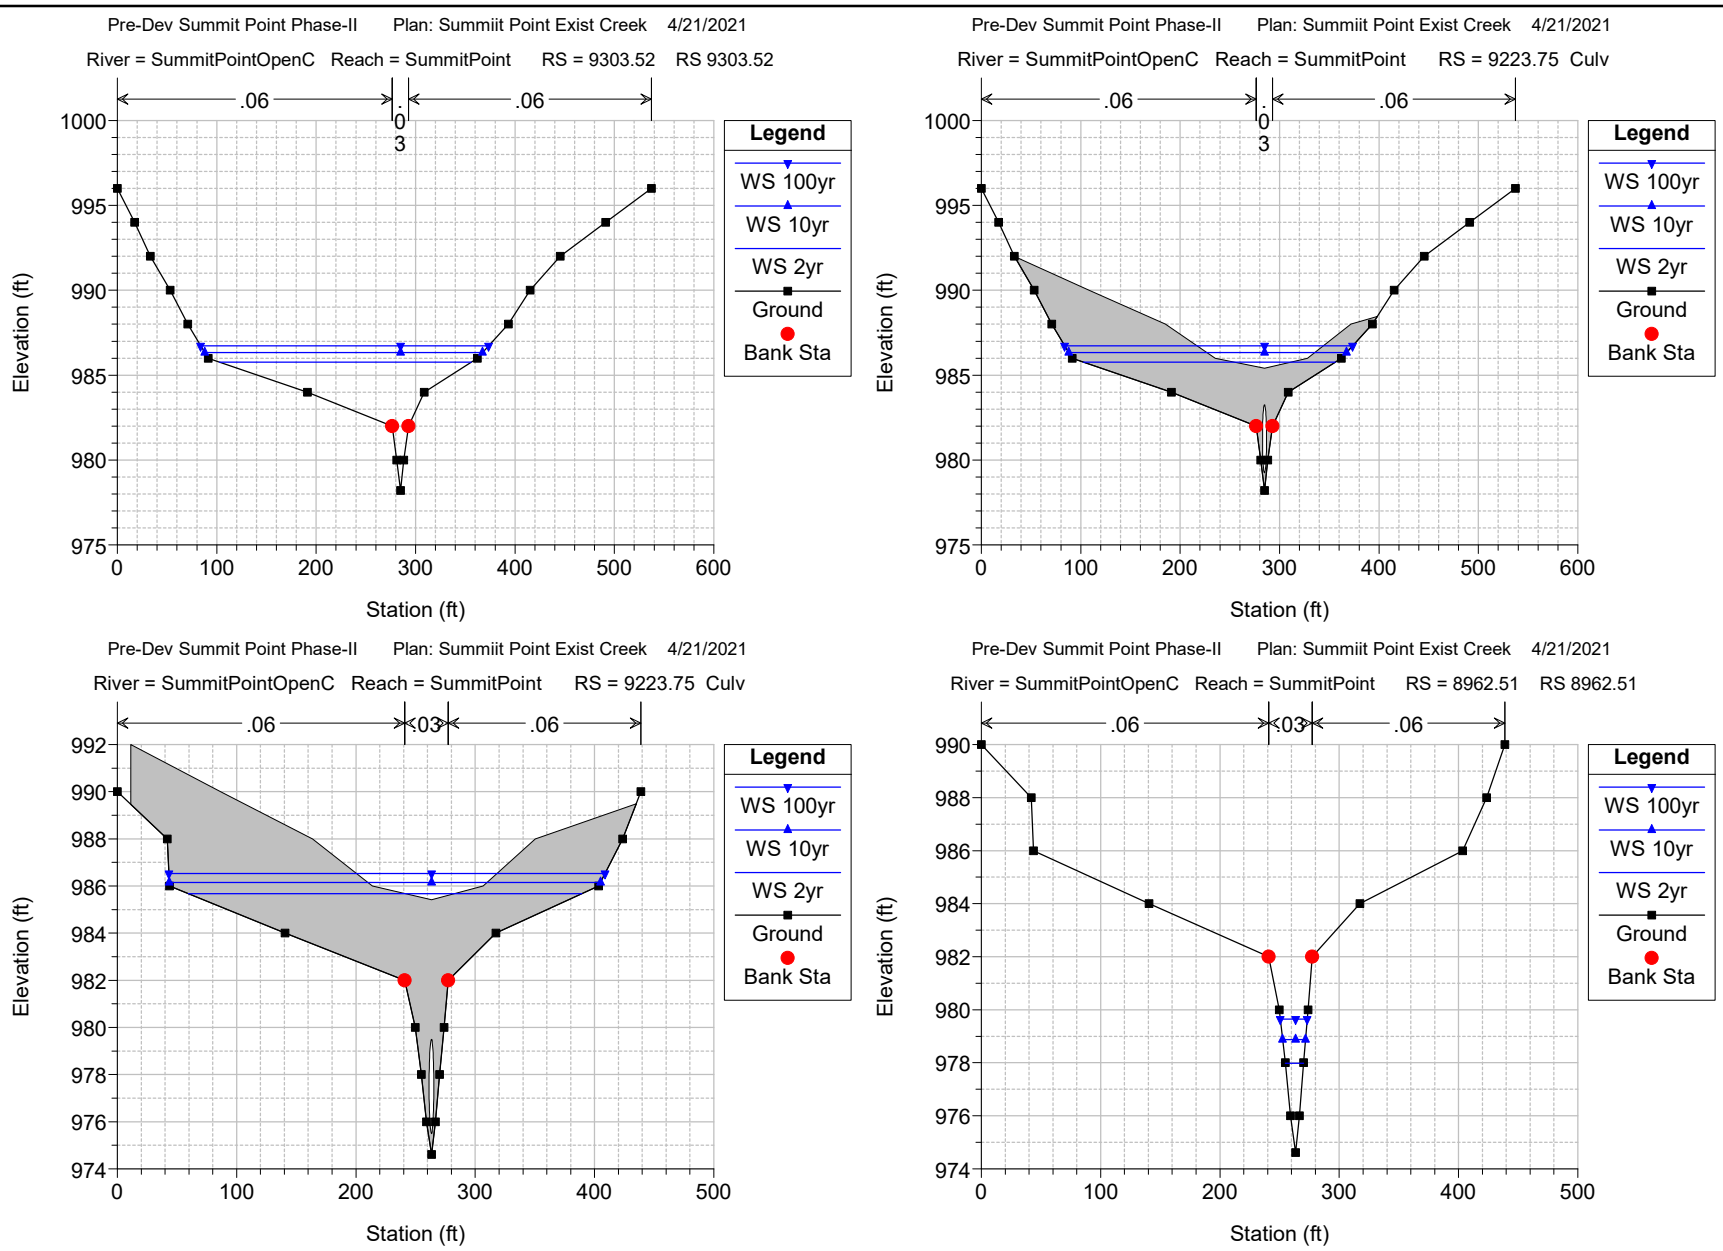 Pre-Dev Summit Point Phase-II Plan: Summiit Point Exist Creek 4/21/2021
River = SummitPointOpenC Reach = SummitPoint RS = 9303.52 RS 9303.52
.06 .03 .06
Elevation (ft)
1000
995
990
985
980
975
0 100 200 300 400 500 600
Station (ft)
Legend
WS 100yr
WS 10yr
WS 2yr
Ground
Bank Sta
Pre-Dev Summit Point Phase-II Plan: Summiit Point Exist Creek 4/21/2021
River = SummitPointOpenC Reach = SummitPoint RS = 9223.75 Culv
.06 .03 .06
Elevation (ft)
1000
995
990
985
980
975
0 100 200 300 400 500 600
Station (ft)
Legend
WS 100yr
WS 10yr
WS 2yr
Ground
Bank Sta
Pre-Dev Summit Point Phase-II Plan: Summiit Point Exist Creek 4/21/2021
River = SummitPointOpenC Reach = SummitPoint RS = 9223.75 Culv
.06 .03 .06
Elevation (ft)
992
990
988
986
984
982
980
978
976
974
0 100 200 300 400 500
Station (ft)
Legend
WS 100yr
WS 10yr
WS 2yr
Ground
Bank Sta
Pre-Dev Summit Point Phase-II Plan: Summiit Point Exist Creek 4/21/2021
River = SummitPointOpenC Reach = SummitPoint RS = 8962.51 RS 8962.51
.06 .03 .06
Elevation (ft)
990
988
986
984
982
980
978
976
974
0 100 200 300 400 500
Station (ft)
Legend
WS 100yr
WS 10yr
WS 2yr
Ground
Bank Sta